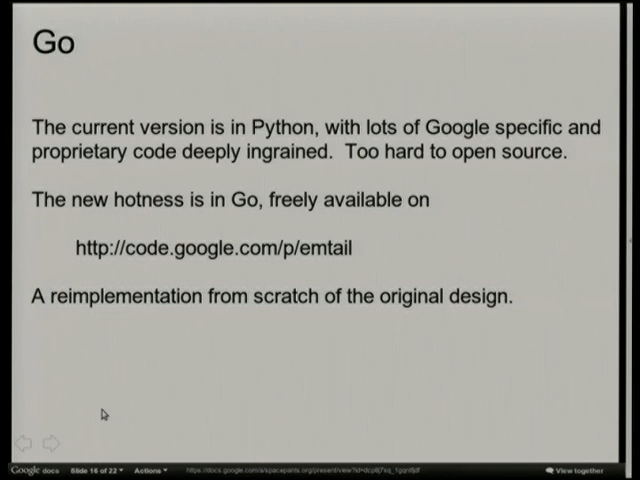 Go
The current version is in Python, with lots of Google specific and
proprietary code deeply ingrained. Too hard to open source.
The new hotness is in Go, freely available on
http://code.google.com/p/emtail
A reimplementation from scratch of the original design.
Google docs Slide 16 of 22 Actions View together